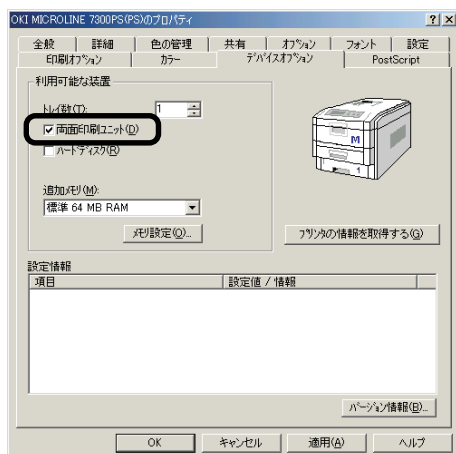 OKI MICROLINE 7300PS(PS)のプロパティ
全般 詳細 色の管理 共有 オプション フォント 設定
印刷オプション カラー デバイスオプション PostScript
利用可能な装置
トレイ数(T): 1
両面印刷ユニット(D)
ハードディスク(R)
追加メモリ(M):
標準 64 MB RAM
メモリ設定(O)...
M
1
プリンタの情報を取得する(G)
設定情報
項目 設定値 / 情報
バージョン情報(B)...
OK キャンセル 適用(A) ヘルプ